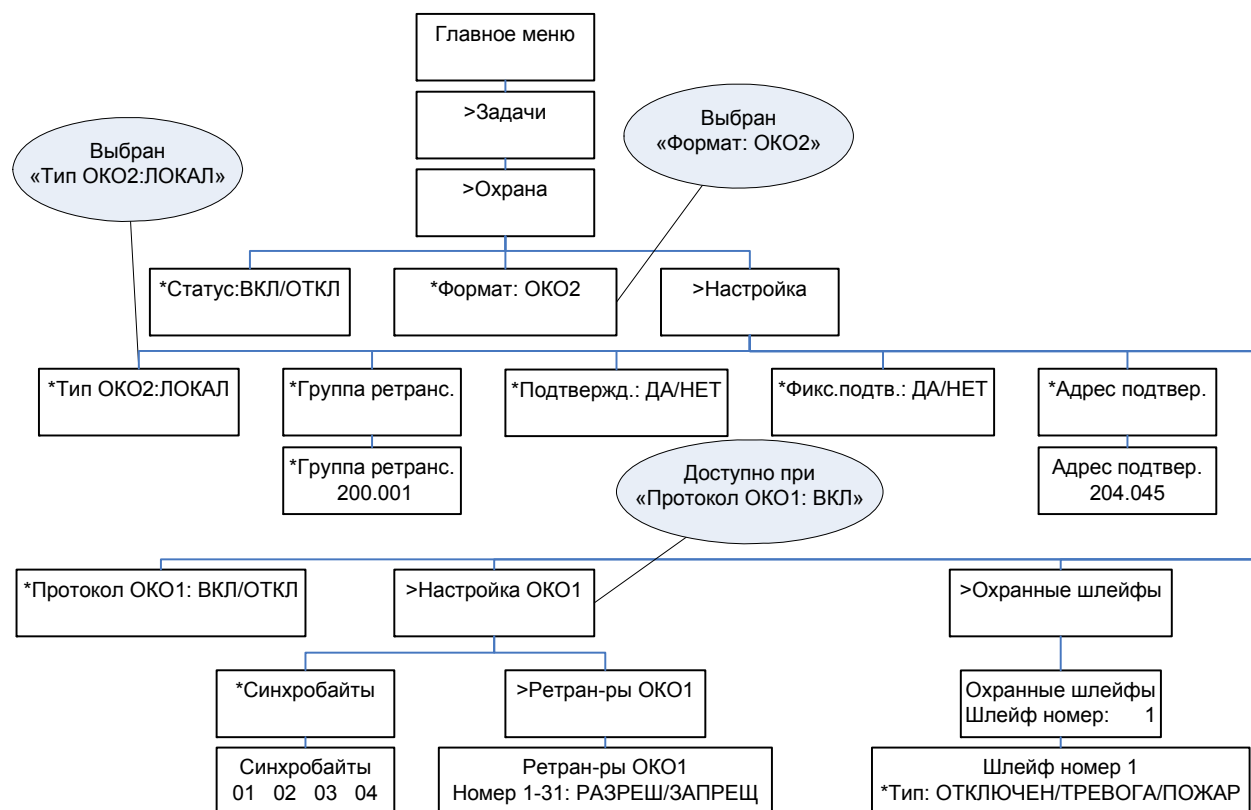 Главное меню
>Задачи
Выбран
«Формат: ОКО2»
Выбран
«Тип ОКО2:ЛОКАЛ»
>Охрана
*Статус:ВКЛ/ОТКЛ
*Формат: ОКО2
>Настройка
*Тип ОКО2:ЛОКАЛ
*Группа ретранс.
*Подтвержд.: ДА/НЕТ
*Фикс.подтв.: ДА/НЕТ
*Адрес подтвер.
*Группа ретранс.
200.001
Адрес подтвер.
204.045
Доступно при
«Протокол ОКО1: ВКЛ»
*Протокол ОКО1: ВКЛ/ОТКЛ
>Настройка ОКО1
>Охранные шлейфы
*Синхробайты
>Ретран-ры ОКО1
Охранные шлейфы
Шлейф номер: 1
Синхробайты
01 02 03 04
Ретран-ры ОКО1
Номер 1-31: РАЗРЕШ/ЗАПРЕЩ
Шлейф номер 1
*Тип: ОТКЛЮЧЕН/ТРЕВОГА/ПОЖАР